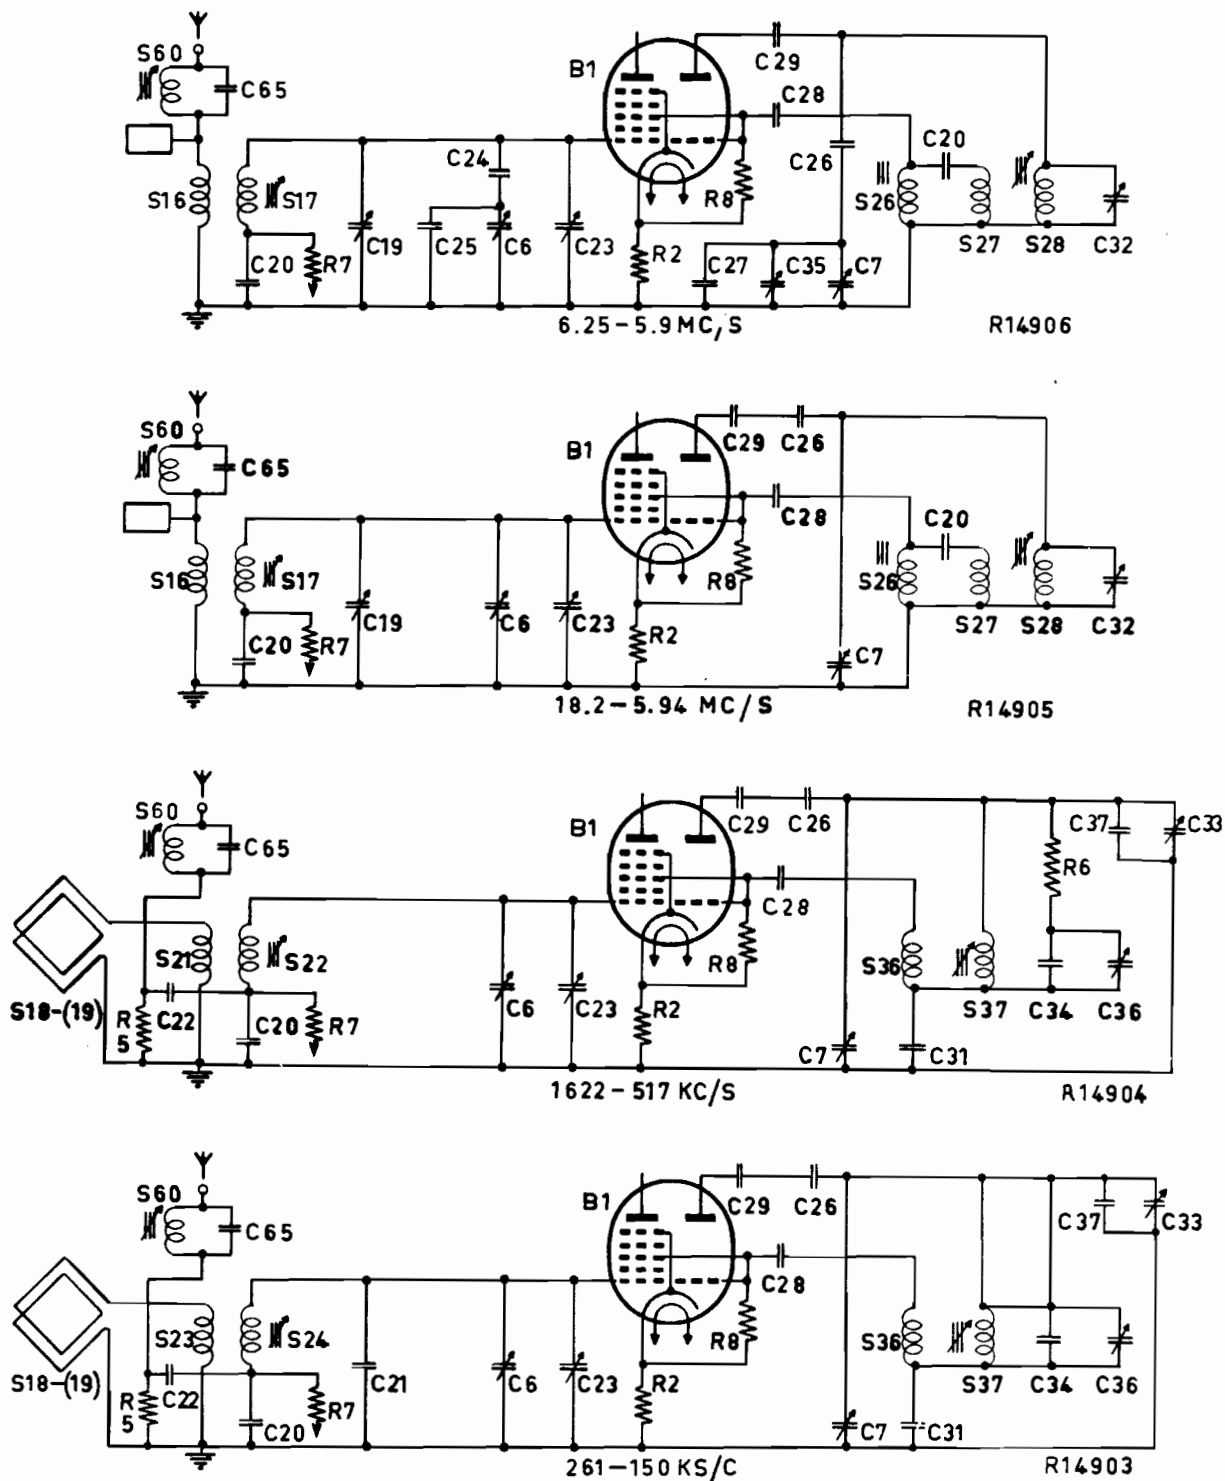 S60
C65
B1
C29
C28
C24
C26
C20
S16
S17
R8
S26
C19
C25
C6
C23
R2
C27
C35
C7
S27
S28
C32
C20
R7
6.25-5.9 MC/S
R14906
S60
C65
B1
C29
C26
C28
C20
S16
S17
R8
S26
C19
C6
C23
R2
S27
S28
C32
C20
R7
C7
18.2-5.94 MC/S
R14905
S60
C65
B1
C29
C26
C37
C33
R6
C28
S21
S22
R8
S36
S18-(19)
R5
C22
C20
R7
C6
C23
R2
S37
C34
C36
C7
C31
1622-517 KC/S
R14904
S60
C65
B1
C29
C26
C37
C33
C28
S23
S24
R8
S36
S18-(19)
R5
C22
C21
C6
C23
R2
S37
C34
C36
C20
R7
C7
C31
261-150 KS/C
R14903